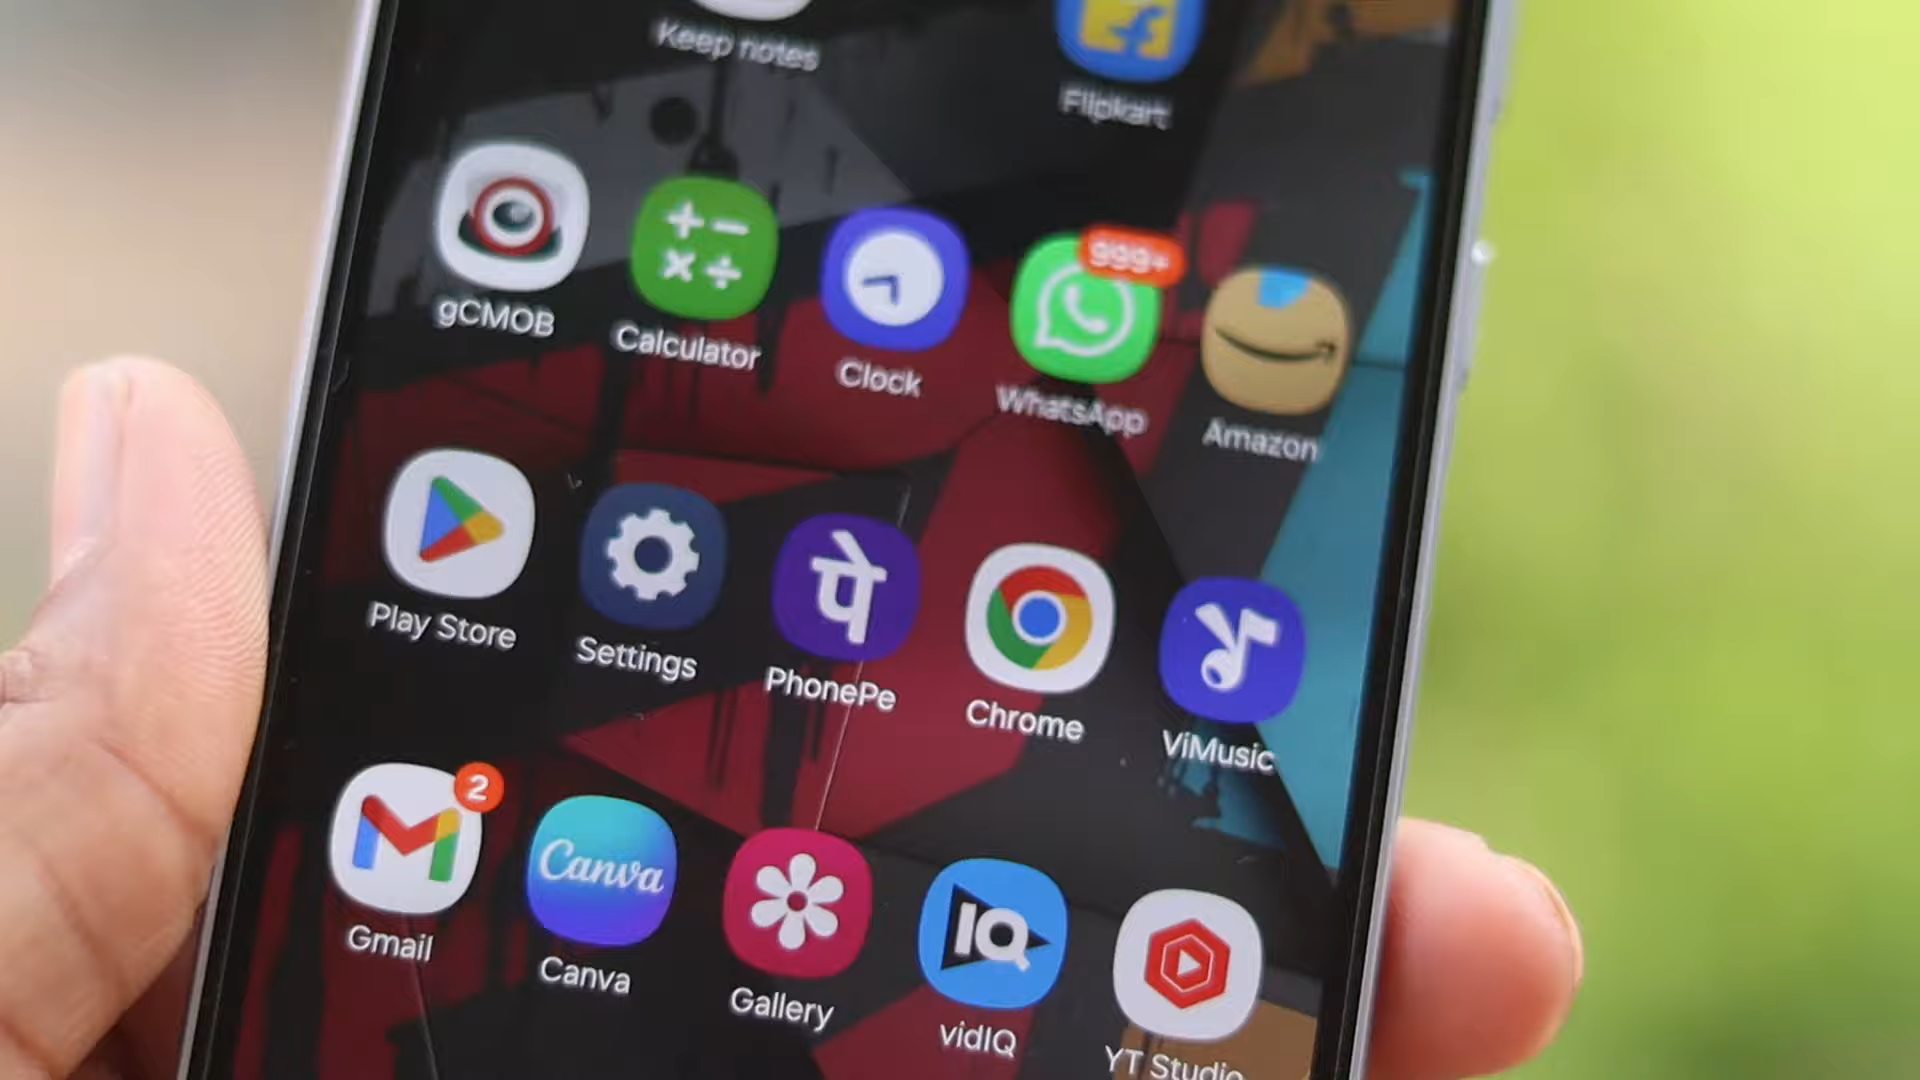 Keep notes
Flipkart
gCMOB
Calculator
Clock
999+
WhatsApp
Amazon
Play Store
Settings
पे
PhonePe
Chrome
ViMusic
2
Gmail
Canva
Canva
Gallery
IQ
vidIQ
YT Studio